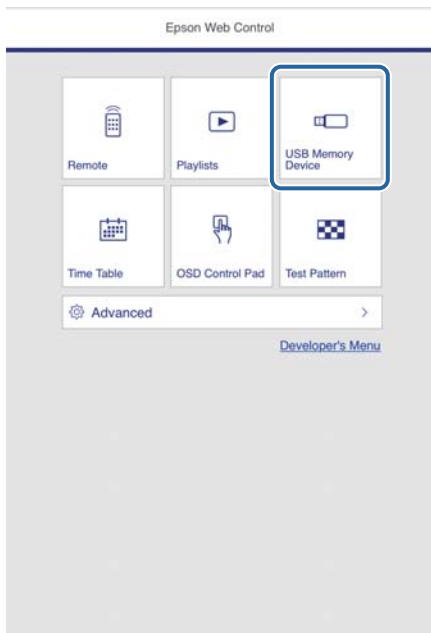 Epson Web Control
Remote
Playlists
USB Memory
Device
Time Table
OSD Control Pad
Test Pattern
Advanced
Developer's Menu